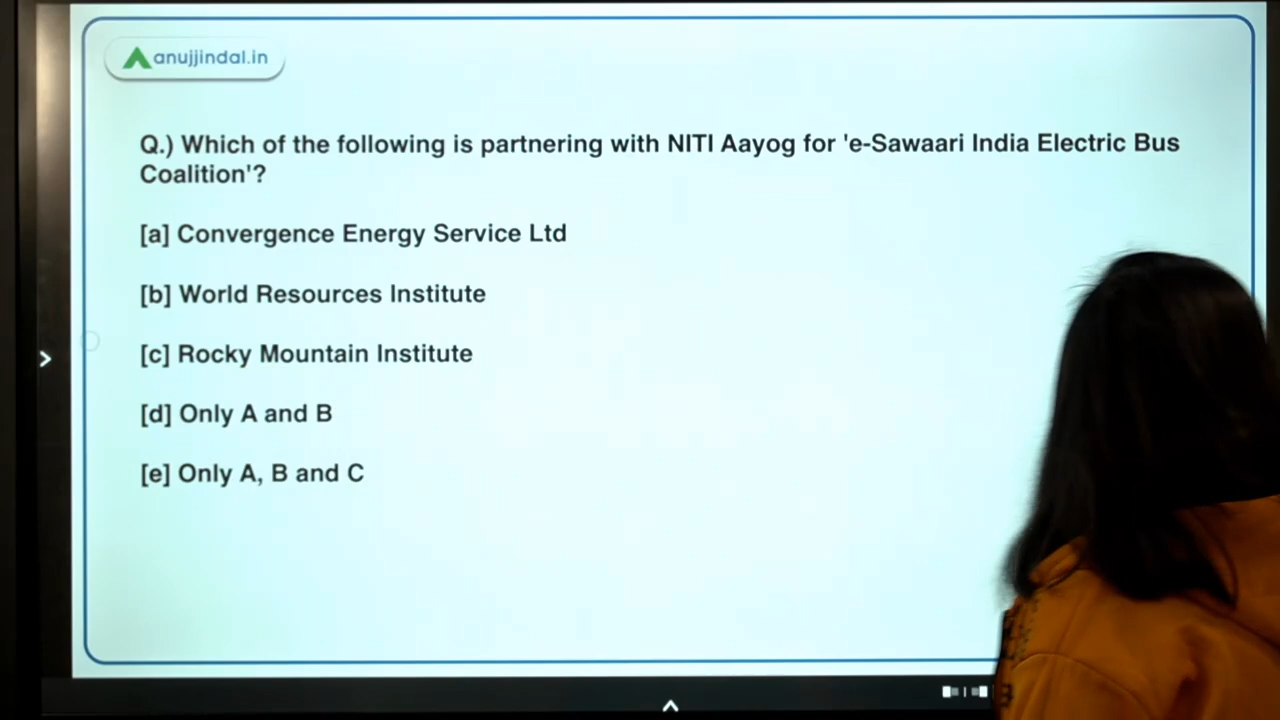 anujjindal.in
Q.) Which of the following is partnering with NITI Aayog for 'e-Sawaari India Electric Bus
Coalition'?
[a] Convergence Energy Service Ltd
[b] World Resources Institute
[c] Rocky Mountain Institute
[d] Only A and B
[e] Only A, B and C